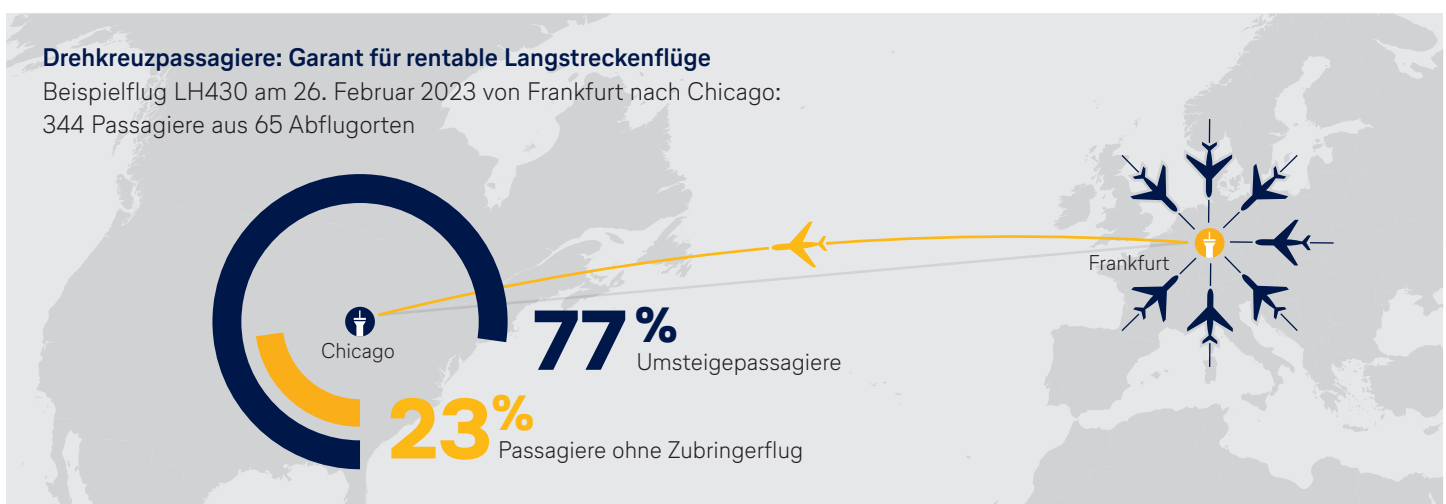 Drehkreuzpassagiere: Garant für rentable Langstreckenflüge
Beispielflug LH430 am 26. Februar 2023 von Frankfurt nach Chicago:
344 Passagiere aus 65 Abflugorten
Frankfurt
Chicago
77%
Umsteigepassagiere
23%
Passagiere ohne Zubringerflug